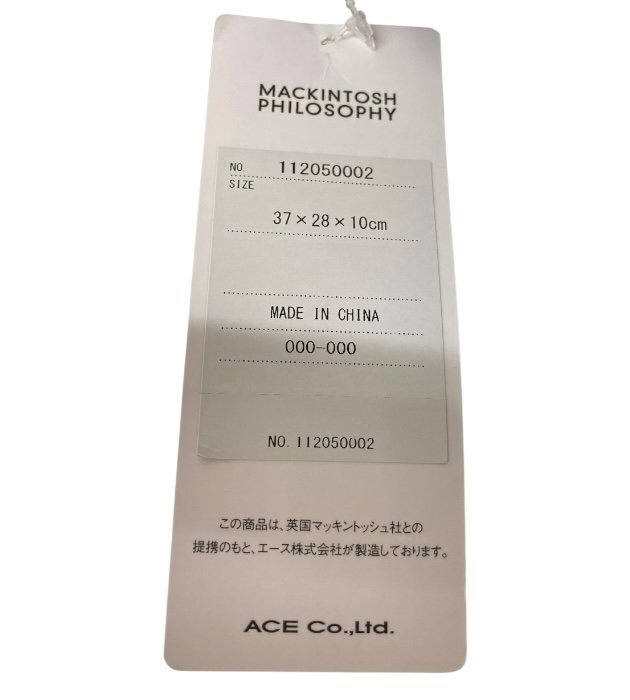 MACKINTOSH
PHILOSOPHY
NO. 112050002
SIZE
37×28×10cm
MADE IN CHINA
000-000
NO. 112050002
この商品は、英国マッキントッシュ社との
提携のもと、エース株式会社が製造しております。
ACE Co.,Ltd.